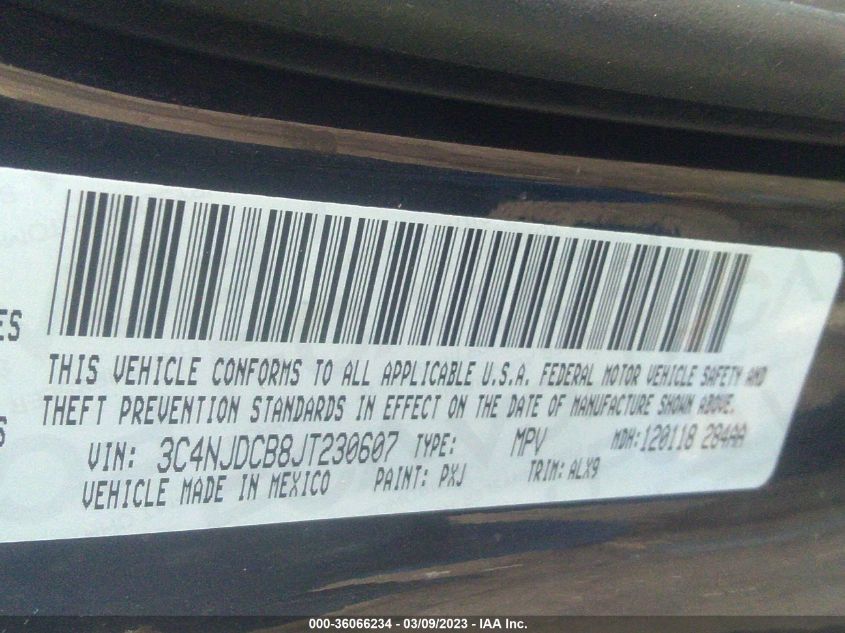 ES
THIS VEHICLE CONFORMS TO ALL APPLICABLE U.S.A. FEDERAL MOTOR VEHICLE SAFETY AND
THEFT PREVENTION STANDARDS IN EFFECT ON THE DATE OF MANUFACTURE SHOWN ABOVE.
S
VIN: 3C4NJDCB8JT230607 TYPE: MPV MDH: 120118 284AA
VEHICLE MADE IN MEXICO PAINT: PXJ TRIM: ALX9
000-36066234 - 03/09/2023 - IAA Inc.